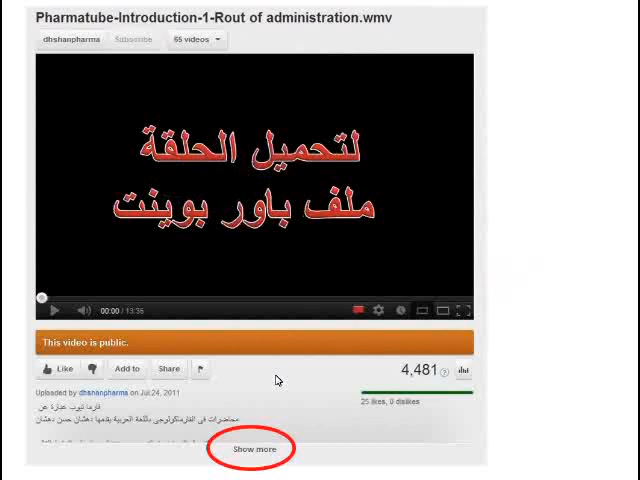 Pharmatube-Introduction-1-Rout of administration.wmv
dhshanpharma Subscribe 65 videos
لتحميل الحلقة
ملف باور بوينت
00:00 / 13:36
This video is public.
Like Add to Share 4,481
Uploaded by dhshanpharma on Jul 24, 2011
25 likes, 0 dislikes
فارما تيوب عبارة عن
محاضرات فى الفارماكولوجى باللغة العربية يقدمها دهشان حسن دهشان
Show more